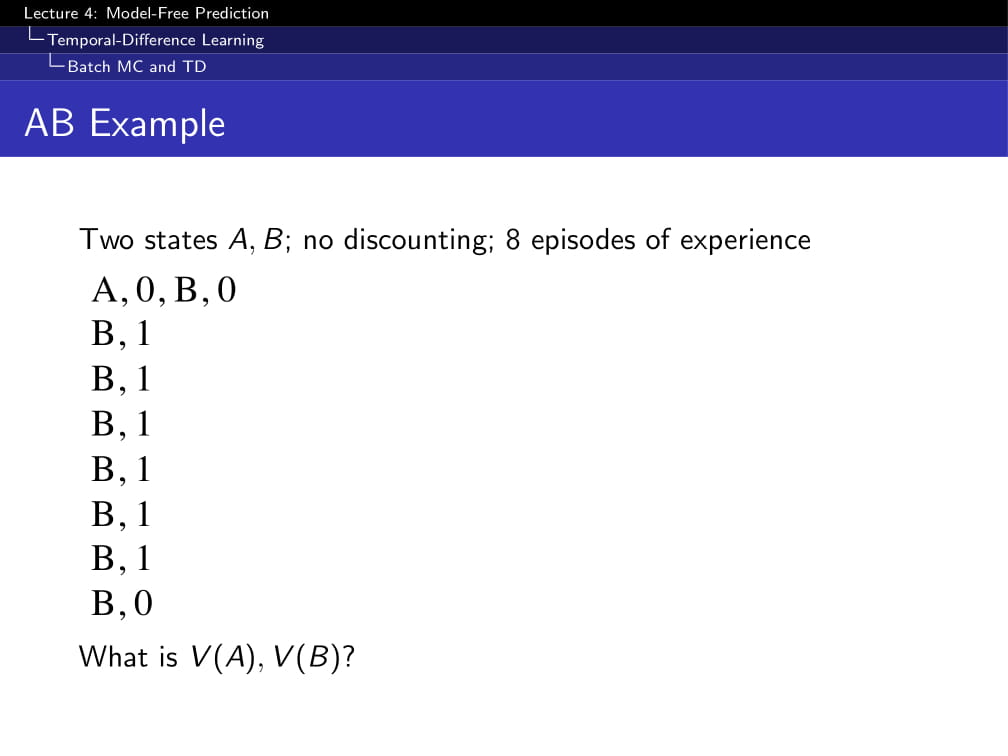 Lecture 4: Model-Free Prediction
Temporal-Difference Learning
Batch MC and TD
AB Example
Two states A, B; no discounting; 8 episodes of experience
A, 0, B, 0
B, 1
B, 1
B, 1
B, 1
B, 1
B, 1
B, 0
What is V(A), V(B)?